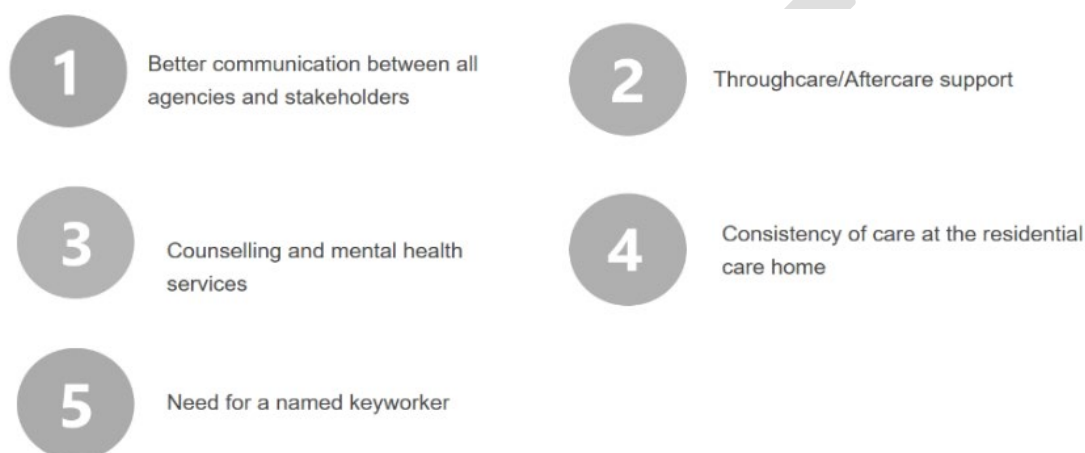 1
Better communication between all
agencies and stakeholders
2
Throughcare/Aftercare support
3
Counselling and mental health
services
4
Consistency of care at the residential
care home
5
Need for a named keyworker